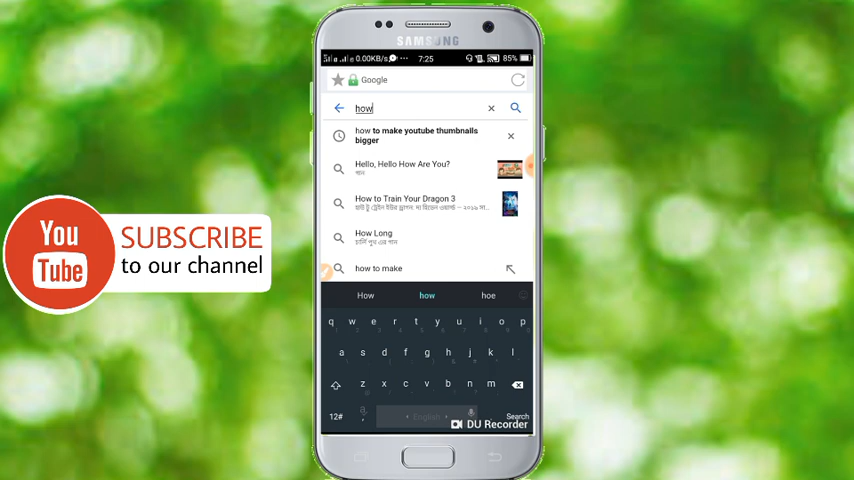 SAMSUNG
0.00KB/s ... 7:25 85%
Google
how
how to make youtube thumbnails
bigger
Hello, Hello How Are You?
গান
How to Train Your Dragon 3
How Long
চার্লি পুথ এর গান
how to make
How how hoe
q w e r t y u i o p
a s d f g h j k l
z x c v b n m
12# English Search
DU Recorder
You
Tube
SUBSCRIBE
to our channel